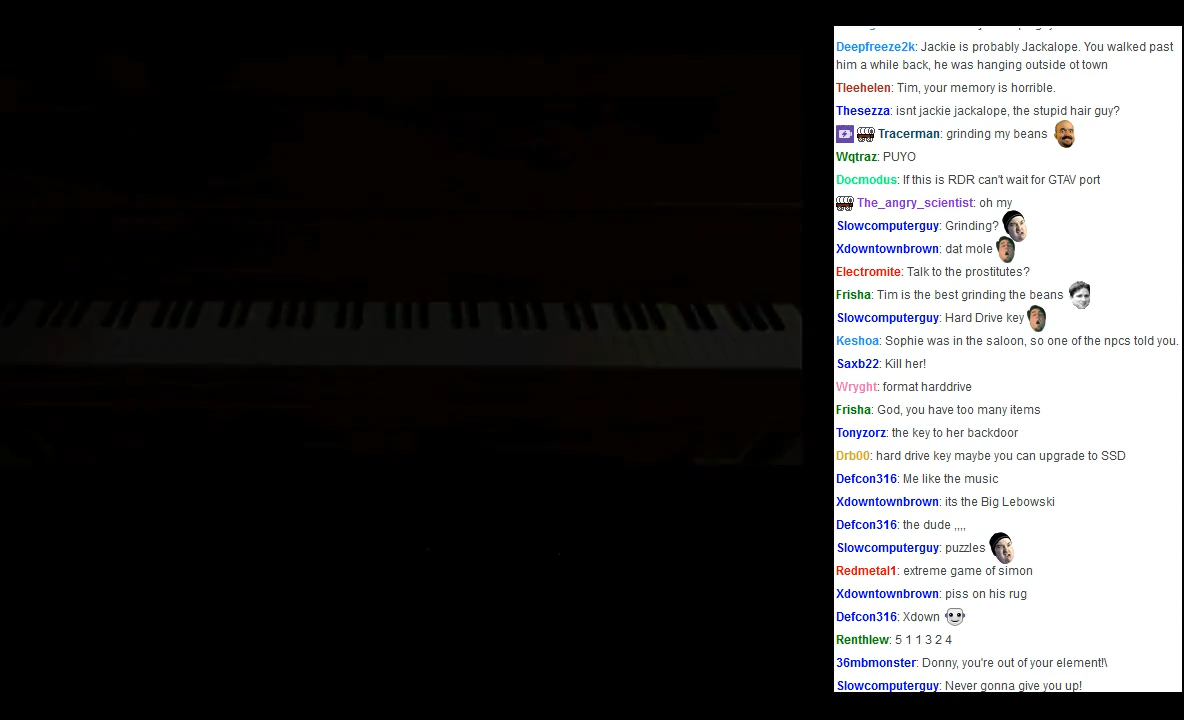 Deepfreeze2k: Jackie is probably Jackalope. You walked past
him a while back, he was hanging outside ot town
Tleehelen: Tim, your memory is horrible.
Thesezza: isnt jackie jackalope, the stupid hair guy?
Tracerman: grinding my beans
Wqtraz: PUYO
Docmodus: If this is RDR can't wait for GTAV port
The_angry_scientist: oh my
Slowcomputerguy: Grinding?
Xdowntownbrown: dat mole
Electromite: Talk to the prostitutes?
Frisha: Tim is the best grinding the beans
Slowcomputerguy: Hard Drive key
Keshoa: Sophie was in the saloon, so one of the npcs told you.
Saxb22: Kill her!
Wryght: format harddrive
Frisha: God, you have too many items
Tonyzorz: the key to her backdoor
Drb00: hard drive key maybe you can upgrade to SSD
Defcon316: Me like the music
Xdowntownbrown: its the Big Lebowski
Defcon316: the dude ,,,,
Slowcomputerguy: puzzles
Redmetal1: extreme game of simon
Xdowntownbrown: piss on his rug
Defcon316: Xdown
Renthlew: 5 1 1 3 2 4
36mbmonster: Donny, you're out of your element!\
Slowcomputerguy: Never gonna give you up!